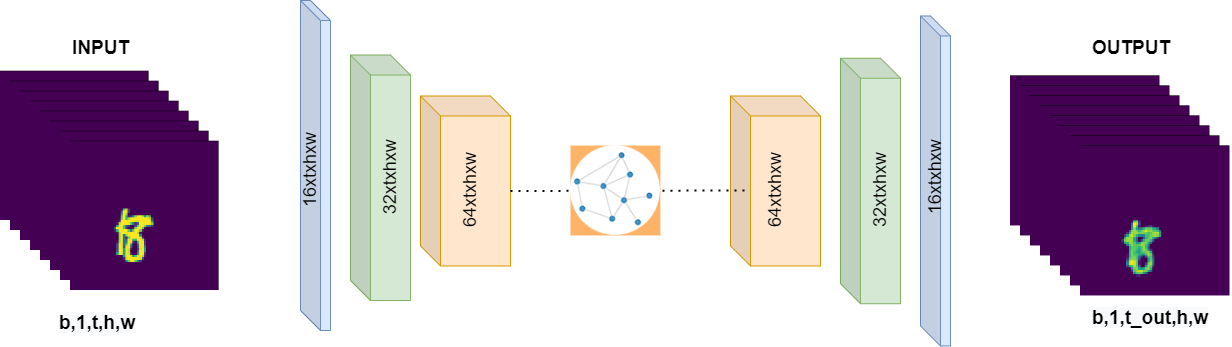 INPUT
b,1,t,h,w
16xtxhxw
32xtxhxw
64xtxhxw
64xtxhxw
32xtxhxw
16xtxhxw
OUTPUT
b,1,t_out,h,w